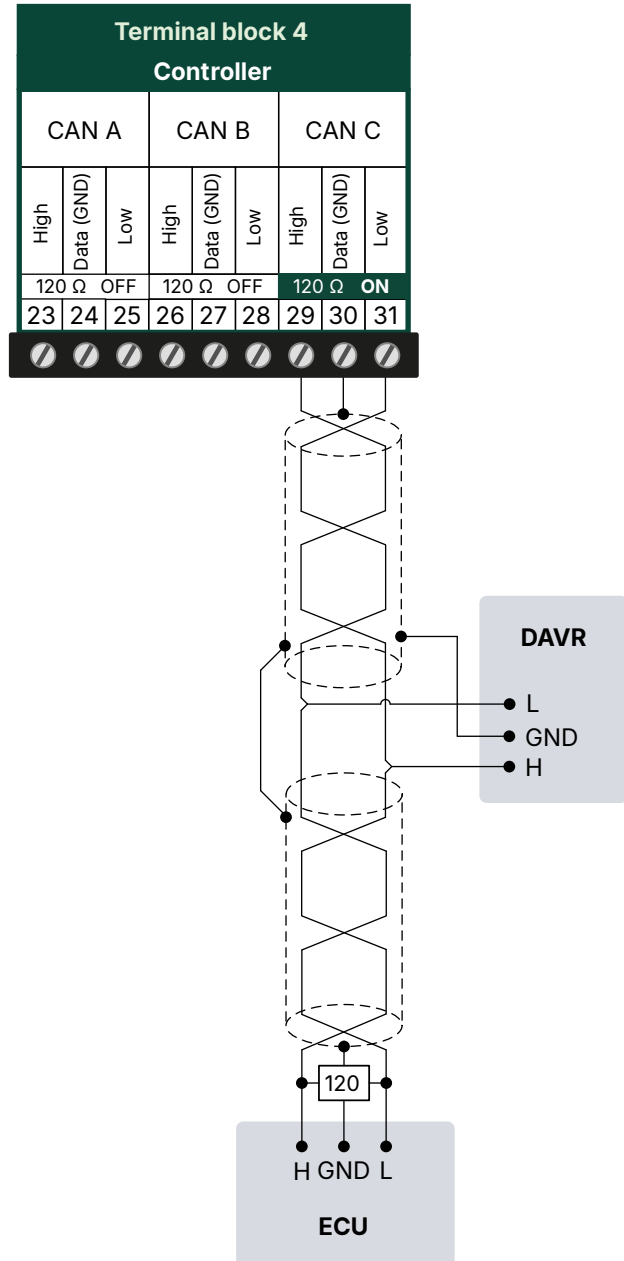 Terminal block 4
Controller
CAN A CAN B CAN C
High Data (GND) Low High Data (GND) Low High Data (GND) Low
120 Ω OFF 120 Ω OFF 120 Ω ON
23 24 25 26 27 28 29 30 31
DAVR
L
GND
H
120
H GND L
ECU